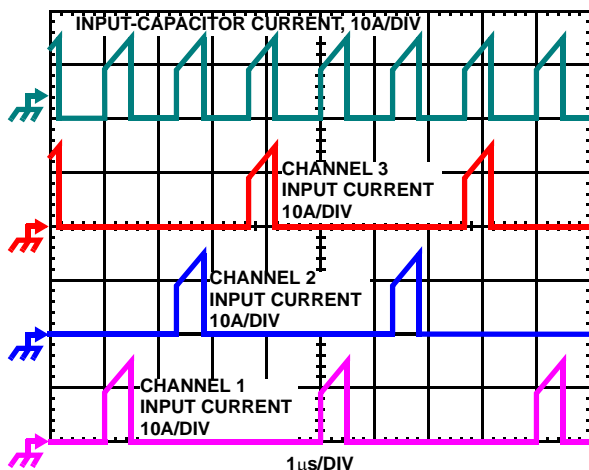 INPUT-CAPACITOR CURRENT, 10A/DIV
CHANNEL 3
INPUT CURRENT
10A/DIV
CHANNEL 2
INPUT CURRENT
10A/DIV
CHANNEL 1
INPUT CURRENT
10A/DIV
1μs/DIV